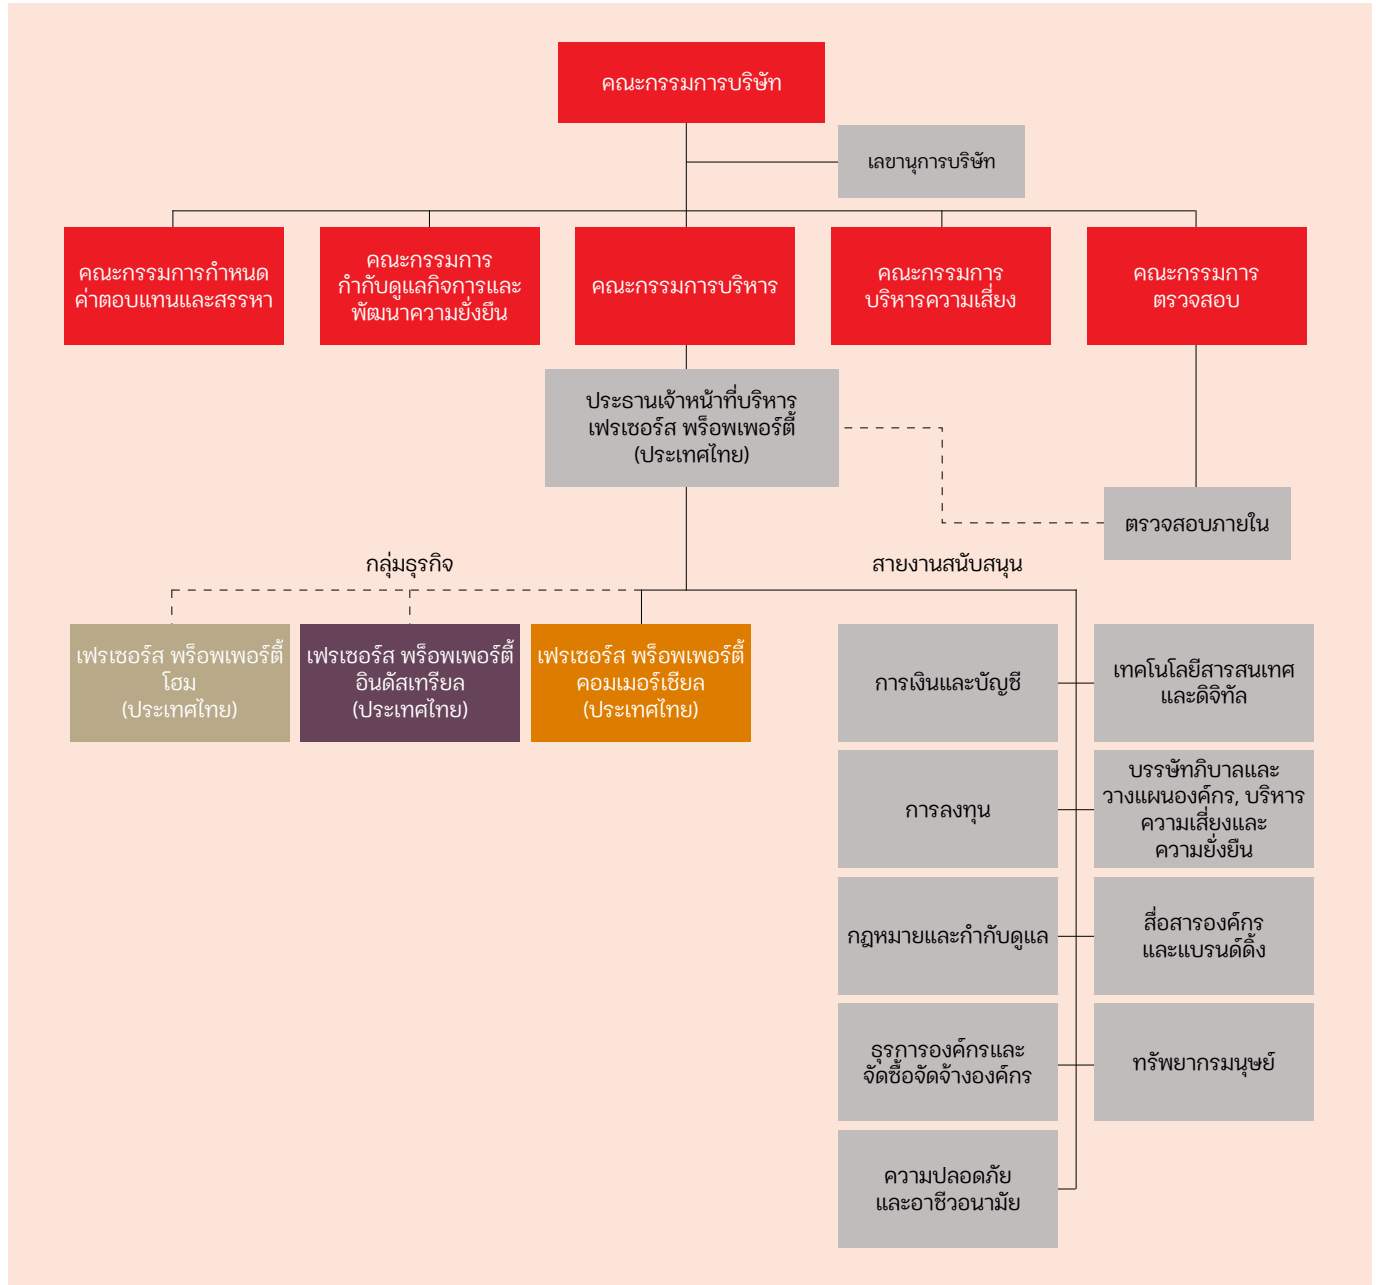 คณะกรรมการบริษัท
เลขานุการบริษัท
คณะกรรมการกำหนด
ค่าตอบแทนและสรรหา
คณะกรรมการ
กำกับดูแลกิจการและ
พัฒนาความยั่งยืน
คณะกรรมการบริหาร
คณะกรรมการ
บริหารความเสี่ยง
คณะกรรมการ
ตรวจสอบ
ประธานเจ้าหน้าที่บริหาร
เฟรเซอร์ส พร็อพเพอร์ตี้
(ประเทศไทย)
ตรวจสอบภายใน
กลุ่มธุรกิจ
สายงานสนับสนุน
เฟรเซอร์ส พร็อพเพอร์ตี้
โฮม
(ประเทศไทย)
เฟรเซอร์ส พร็อพเพอร์ตี้
อินดัสเทรียล
(ประเทศไทย)
เฟรเซอร์ส พร็อพเพอร์ตี้
คอมเมอร์เชียล
(ประเทศไทย)
การเงินและบัญชี
เทคโนโลยีสารสนเทศ
และดิจิทัล
การลงทุน
บรรษัทภิบาลและ
วางแผนองค์กร, บริหาร
ความเสี่ยงและ
ความยั่งยืน
กฎหมายและกำกับดูแล
สื่อสารองค์กร
และแบรนด์ดิ้ง
ธุรการองค์กรและ
จัดซื้อจัดจ้างองค์กร
ทรัพยากรมนุษย์
ความปลอดภัย
และอาชีวอนามัย